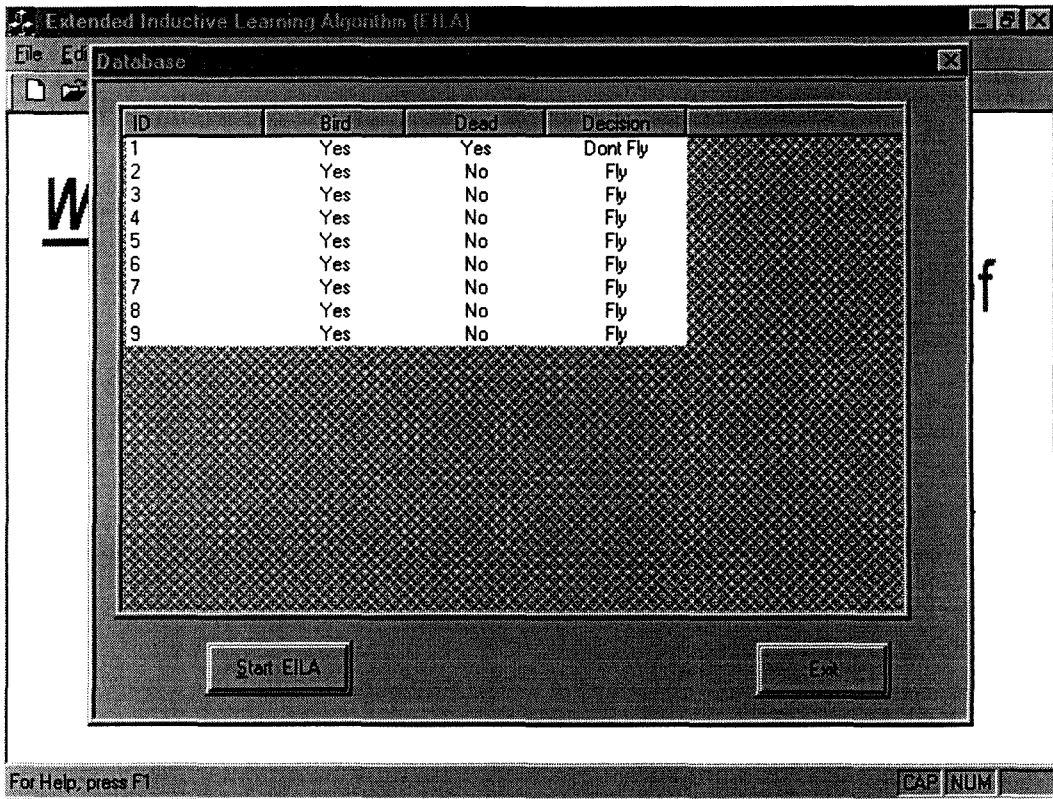 Extended Inductive Learning Algorithm (EILA)
File Edi
Database
ID Bird Dead Decision
1 Yes Yes Dont Fly
2 Yes No Fly
3 Yes No Fly
4 Yes No Fly
5 Yes No Fly
6 Yes No Fly
7 Yes No Fly
8 Yes No Fly
9 Yes No Fly
W
f
Start EILA Exit
For Help, press F1 CAP NUM